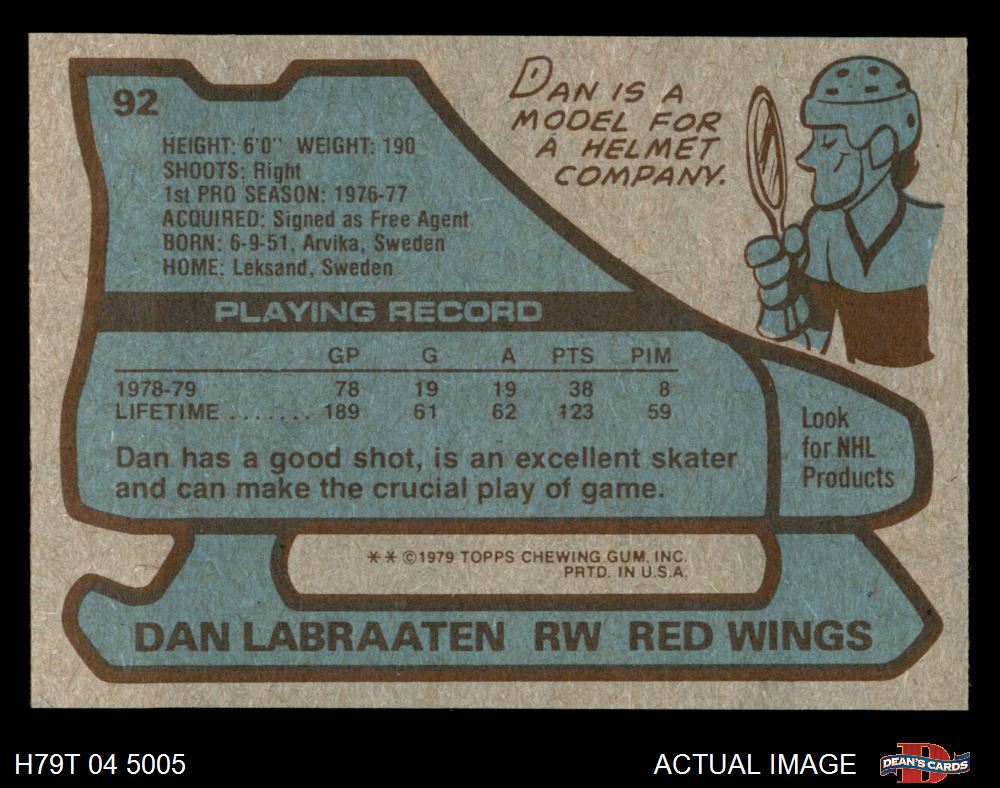 92
DAN IS A
MODEL FOR
A HELMET
COMPANY.
HEIGHT: 6'0" WEIGHT: 190
SHOOTS: Right
1st PRO SEASON: 1976-77
ACQUIRED: Signed as Free Agent
BORN: 6-9-51, Arvika, Sweden
HOME: Leksand, Sweden
PLAYING RECORD
GP G A PTS PIM
1978-79 78 19 19 38 8
LIFETIME ....... 189 61 62 123 59
Dan has a good shot, is an excellent skater
and can make the crucial play of game.
Look
for NHL
Products
** ©1979 TOPPS CHEWING GUM, INC.
PRTD. IN U.S.A.
DAN LABRAATEN RW RED WINGS
H79T 04 5005
ACTUAL IMAGE
D
DEAN'S CARDS